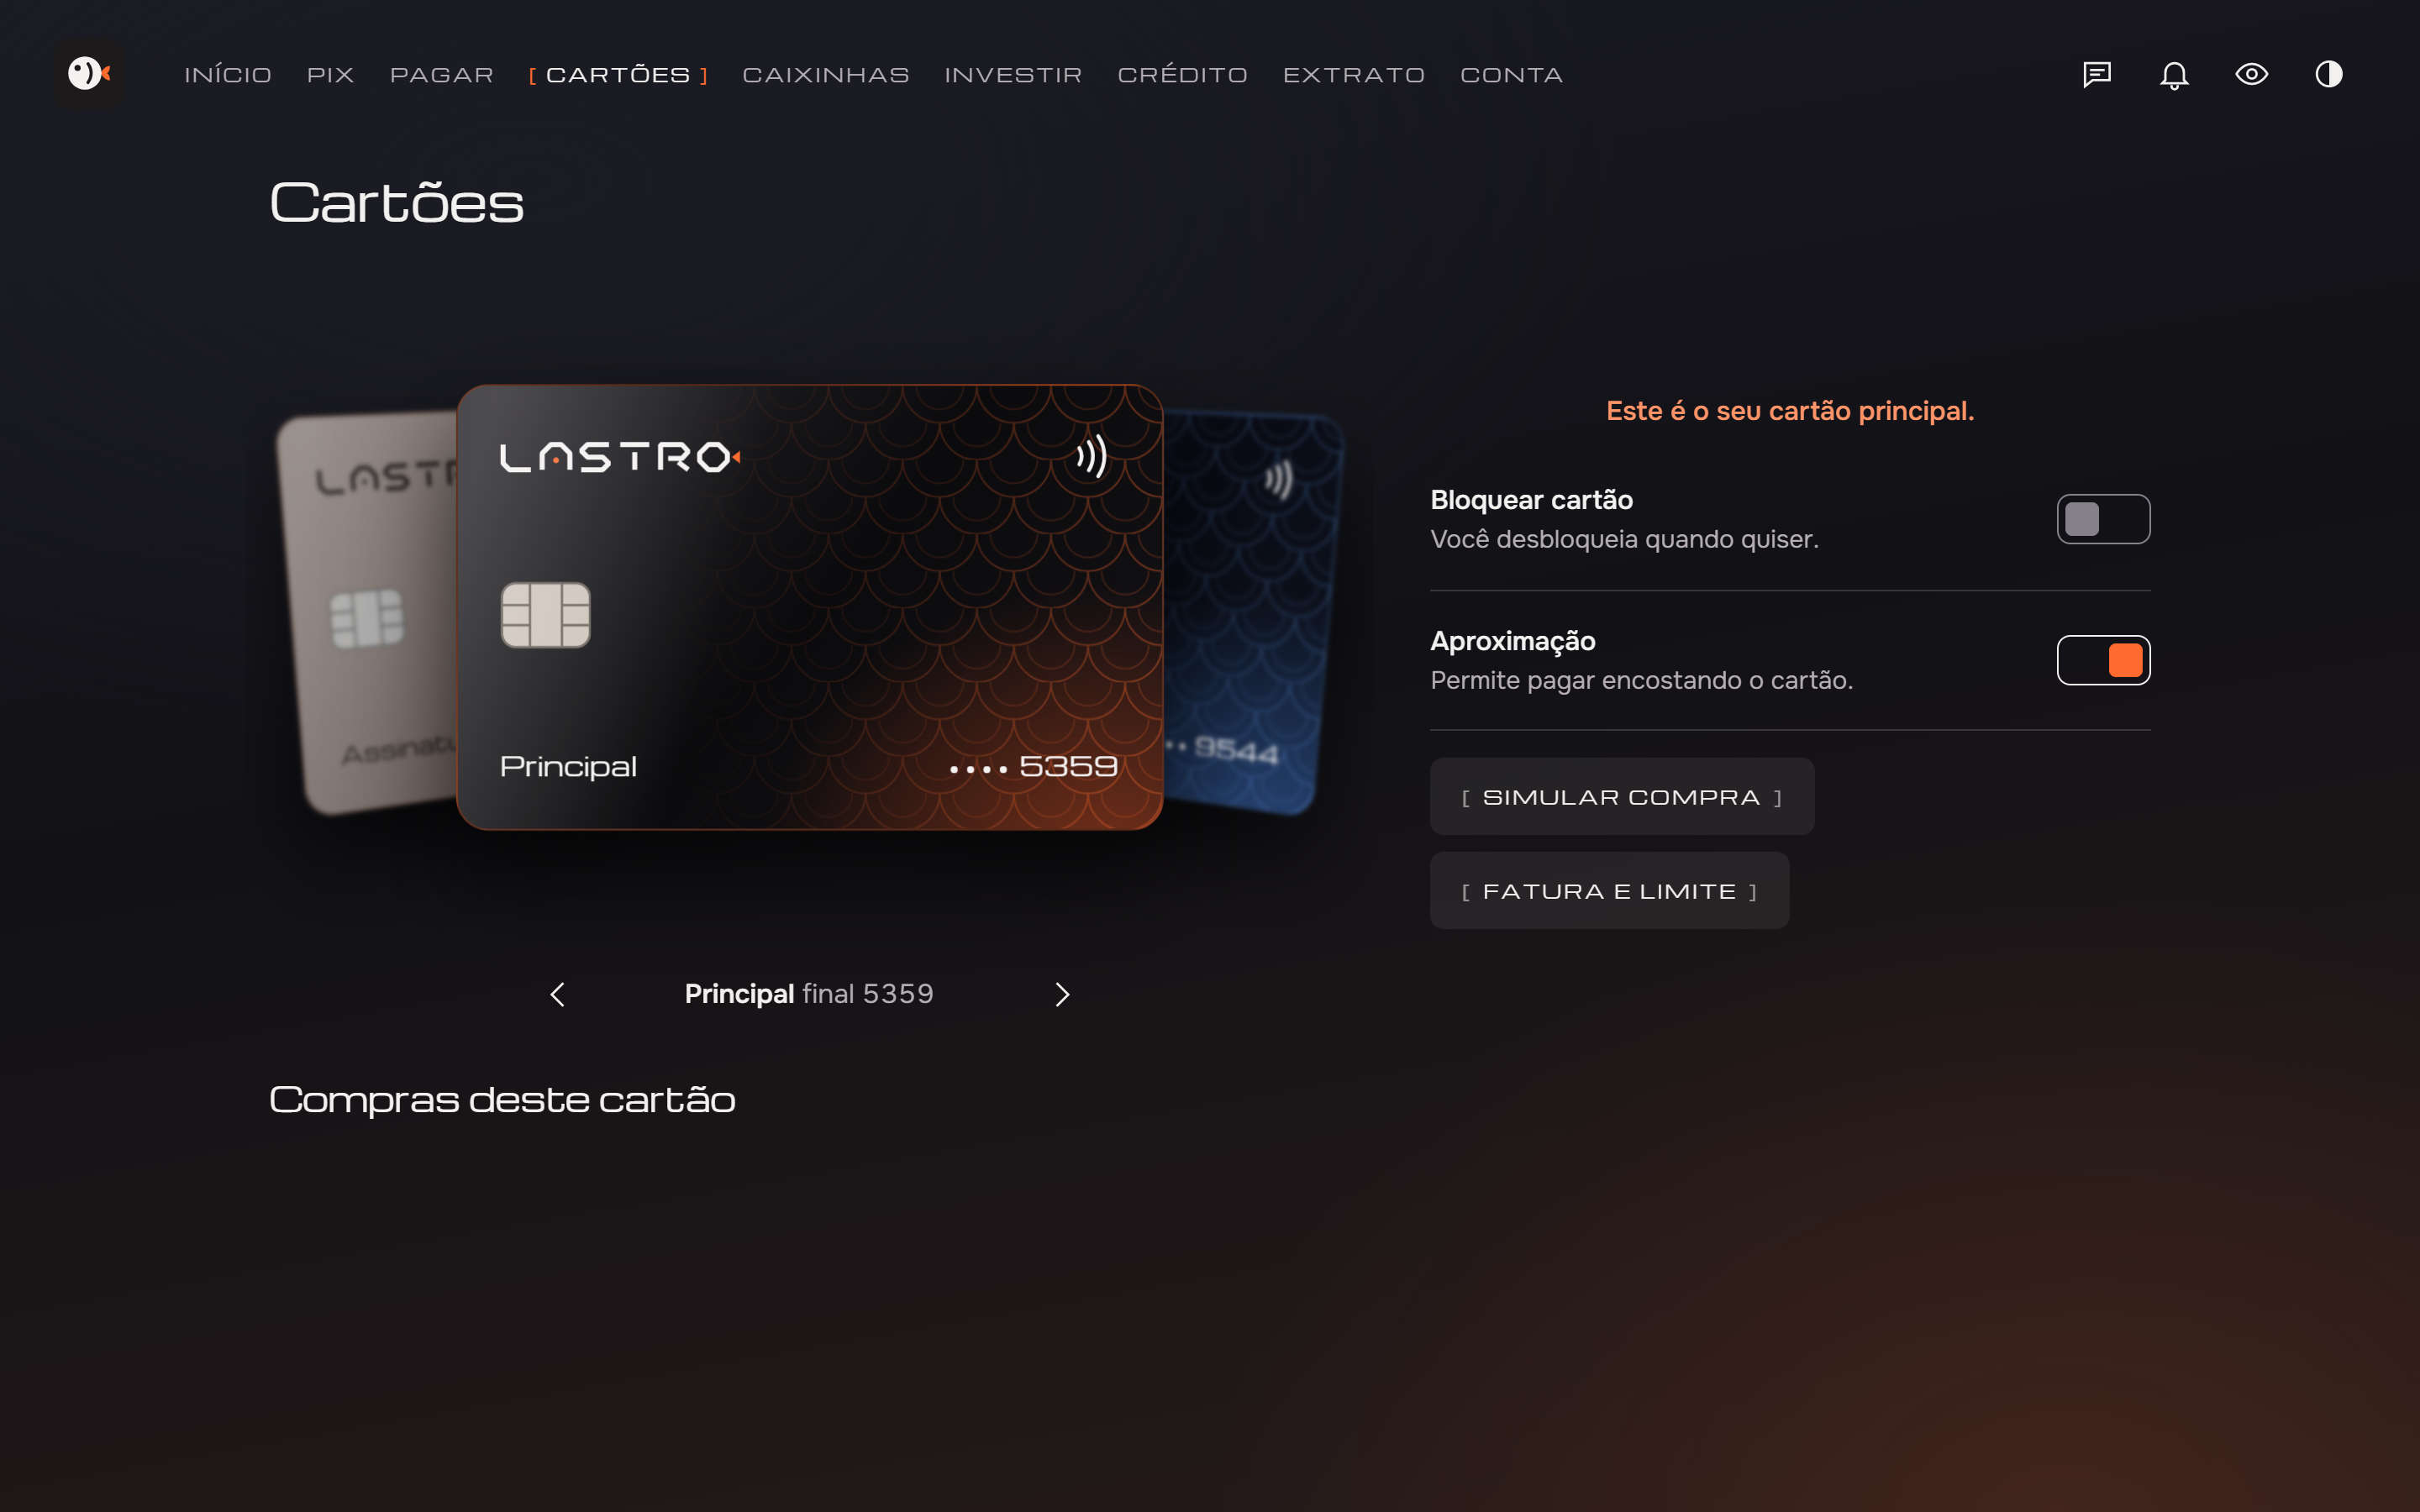 INÍCIO PIX PAGAR [ CARTÕES ] CAIXINHAS INVESTIR CRÉDITO EXTRATO CONTA
Cartões
Este é o seu cartão principal.
LASTRO
Bloquear cartão
Você desbloqueia quando quiser.
Aproximação
Permite pagar encostando o cartão.
Principal •••• 5359
•• 9544
[ SIMULAR COMPRA ]
[ FATURA E LIMITE ]
Principal final 5359
Compras deste cartão